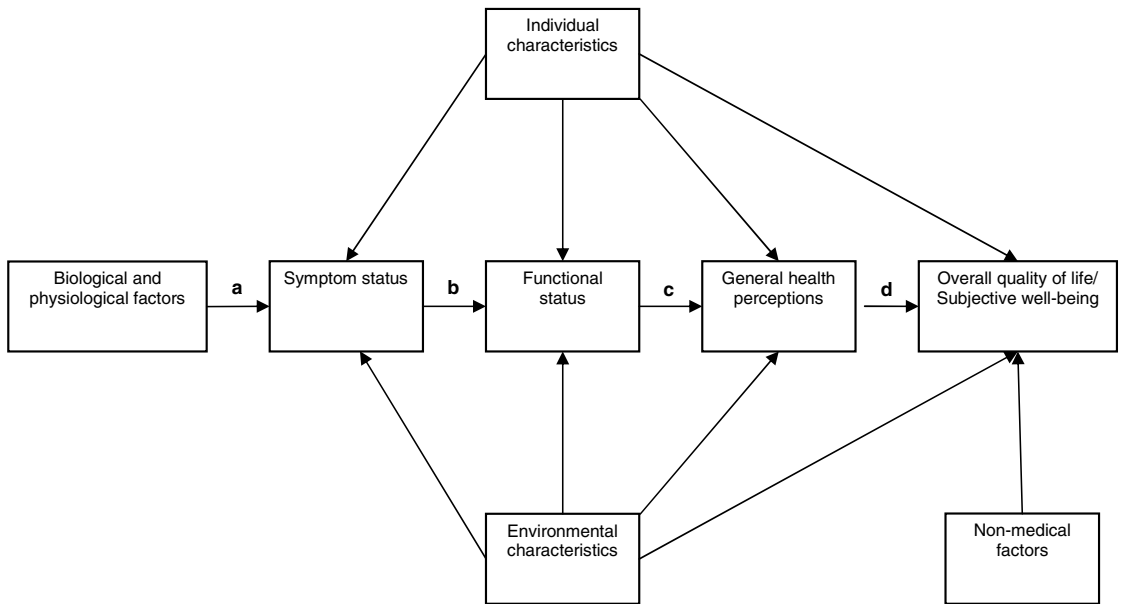 Individual
characteristics
Biological and
physiological factors
a
Symptom status
b
Functional
status
c
General health
perceptions
d
Overall quality of life/
Subjective well-being
Environmental
characteristics
Non-medical
factors